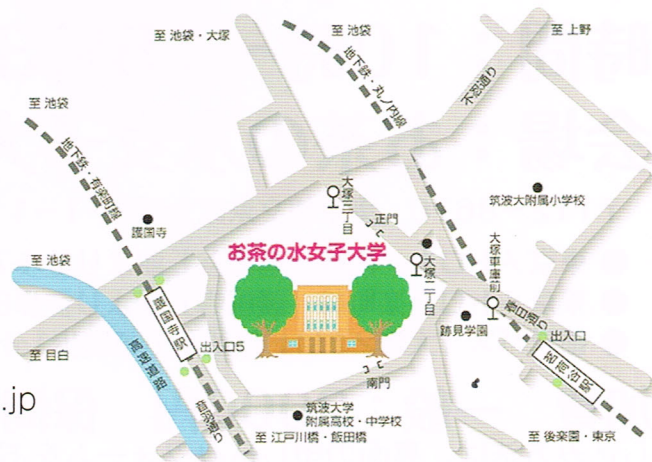 至 池袋・大塚
至 池袋
至 上野
地下鉄・丸ノ内線
不忍通り
至 池袋
地下鉄・有楽町線
大塚三丁目
正門
筑波大附属小学校
護国寺
お茶の水女子大学
大塚二丁目
大塚車庫前
至 池袋
護国寺駅
春日通り
跡見学園
出入口
高速道路
至 目白
出入口5
南門
茗荷谷駅
.jp
音羽通り
筑波大学
附属高校・中学校
至 江戸川橋・飯田橋
至 後楽園・東京